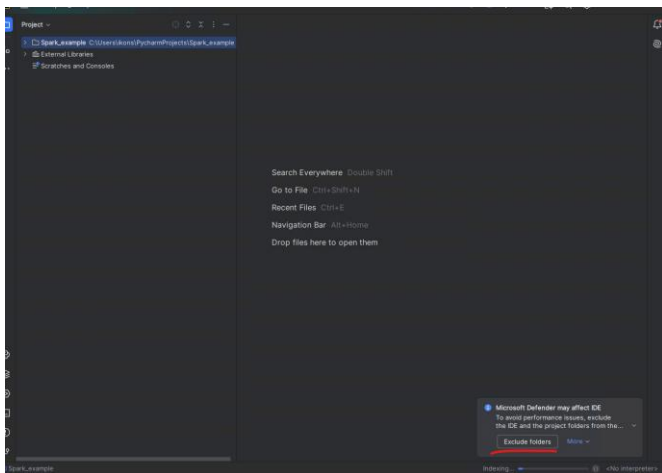 Project
Spark_example C:\Users\ikons\PycharmProjects\Spark_example
External Libraries
Scratches and Consoles
Search Everywhere Double Shift
Go to File Ctrl+Shift+N
Recent Files Ctrl+E
Navigation Bar Alt+Home
Drop files here to open them
Microsoft Defender may affect IDE
To avoid performance issues, exclude
the IDE and the project folders from the...
Exclude folders More
Spark_example Indexing... <No interpreter>